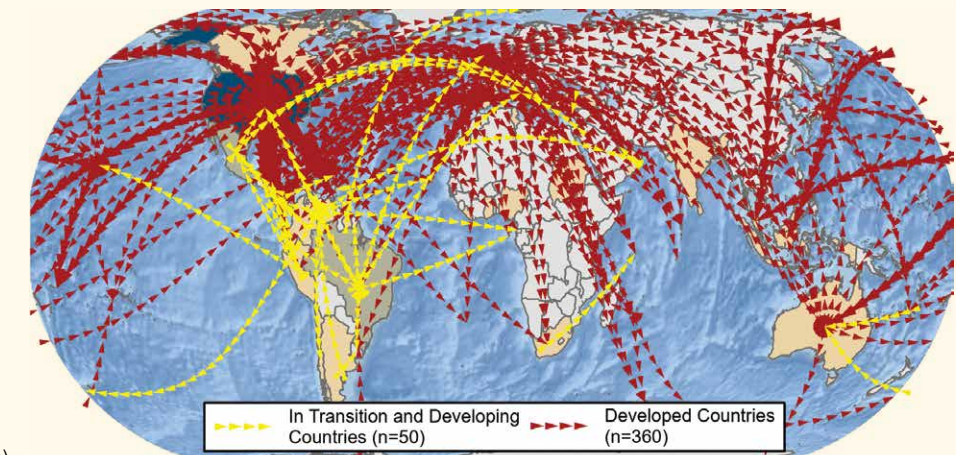 In Transition and Developing
Countries (n=50)
Developed Countries
(n=360)
)